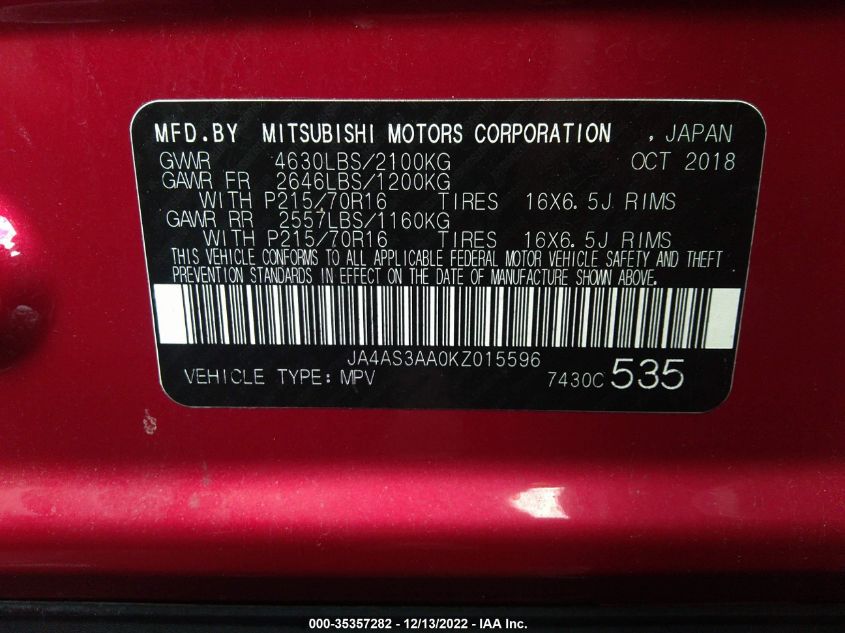 MFD.BY MITSUBISHI MOTORS CORPORATION , JAPAN
GVWR 4630LBS/2100KG OCT 2018
GAWR FR 2646LBS/1200KG
WITH P215/70R16 TIRES 16X6.5J RIMS
GAWR RR 2557LBS/1160KG
WITH P215/70R16 TIRES 16X6.5J RIMS
THIS VEHICLE CONFORMS TO ALL APPLICABLE FEDERAL MOTOR VEHICLE SAFETY AND THEFT
PREVENTION STANDARDS IN EFFECT ON THE DATE OF MANUFACTURE SHOWN ABOVE.
JA4AS3AA0KZ015596
VEHICLE TYPE: MPV 7430C 535
000-35357282 - 12/13/2022 - IAA Inc.